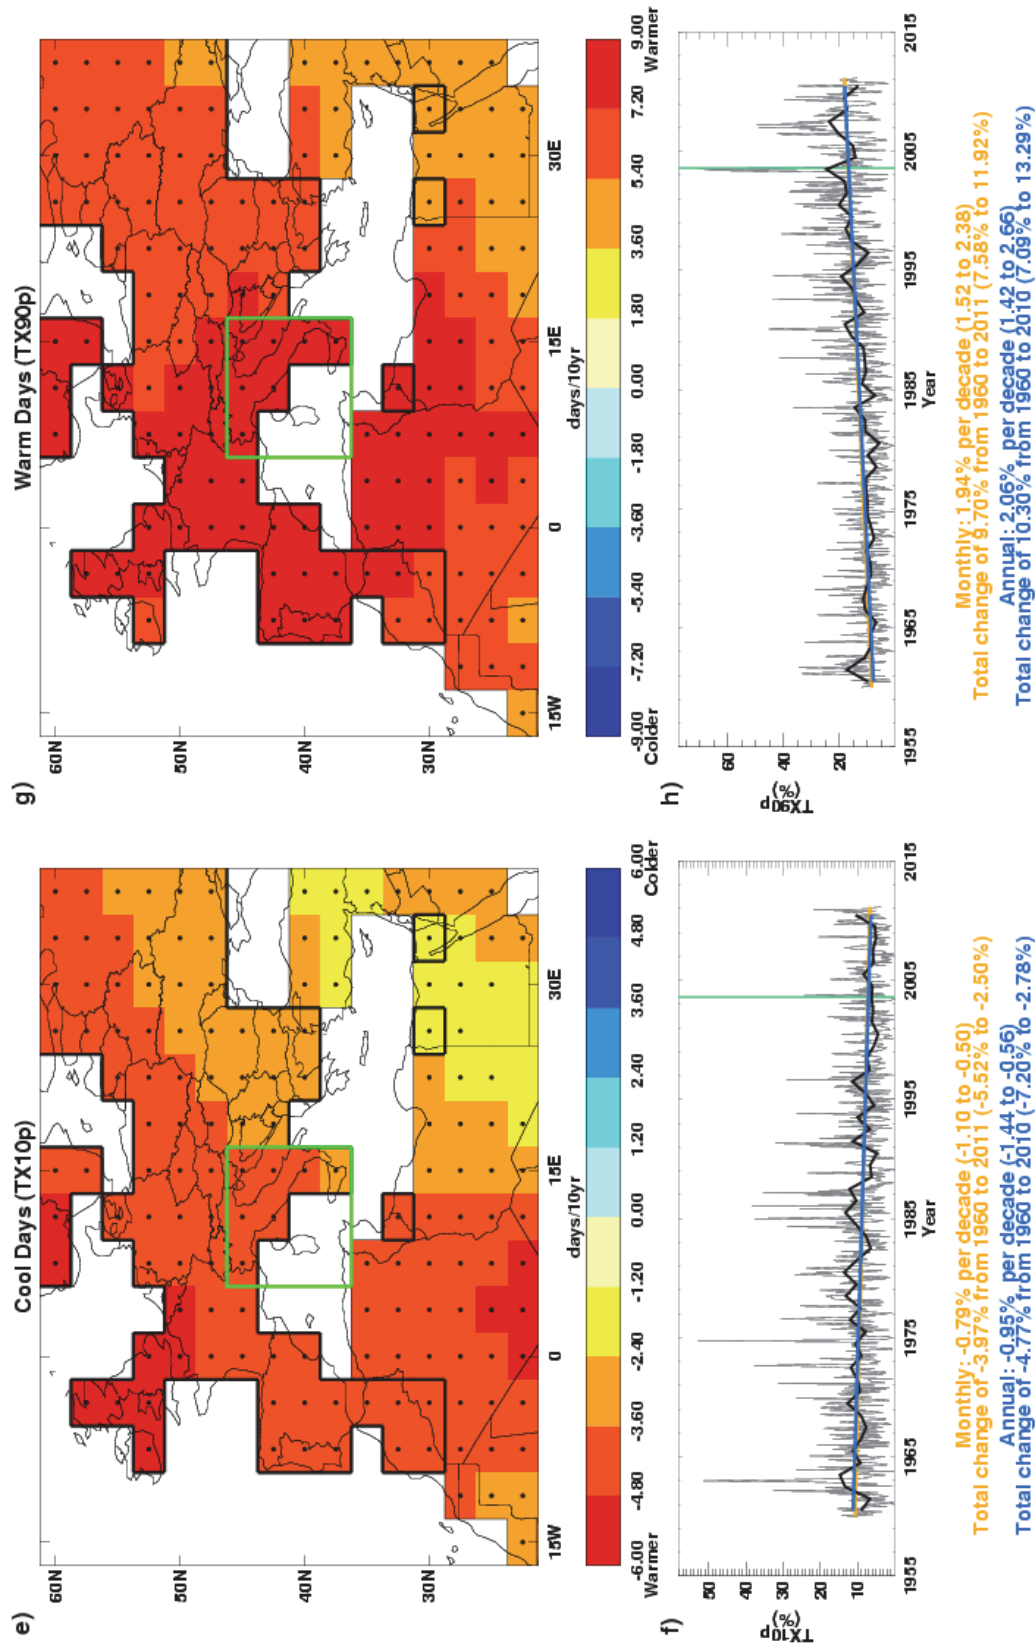 e)
Cool Days (TX10p)
60N
50N
40N
30N
15W
0
15E
30E
days/10yr
-6.00
-4.80
-3.60
-2.40
-1.20
0.00
1.20
2.40
3.60
4.80
6.00
Warmer
Colder
f)
TX10p
(%)
50
40
30
20
10
1955
1965
1975
1985
1995
2005
2015
Year
Monthly: -0.79% per decade (-1.10 to -0.50)
Total change of -3.97% from 1960 to 2011 (-5.52% to -2.50%)
Annual: -0.95% per decade (-1.44 to -0.56)
Total change of -4.77% from 1960 to 2010 (-7.20% to -2.78%)
g)
Warm Days (TX90p)
60N
50N
40N
30N
15W
0
15E
30E
days/10yr
-9.00
-7.20
-5.40
-3.60
-1.80
0.00
1.80
3.60
5.40
7.20
9.00
Colder
Warmer
h)
TX90p
(%)
60
40
20
1955
1965
1975
1985
1995
2005
2015
Year
Monthly: 1.94% per decade (1.52 to 2.38)
Total change of 9.70% from 1960 to 2011 (7.58% to 11.92%)
Annual: 2.06% per decade (1.42 to 2.66)
Total change of 10.30% from 1960 to 2010 (7.09% to 13.29%)